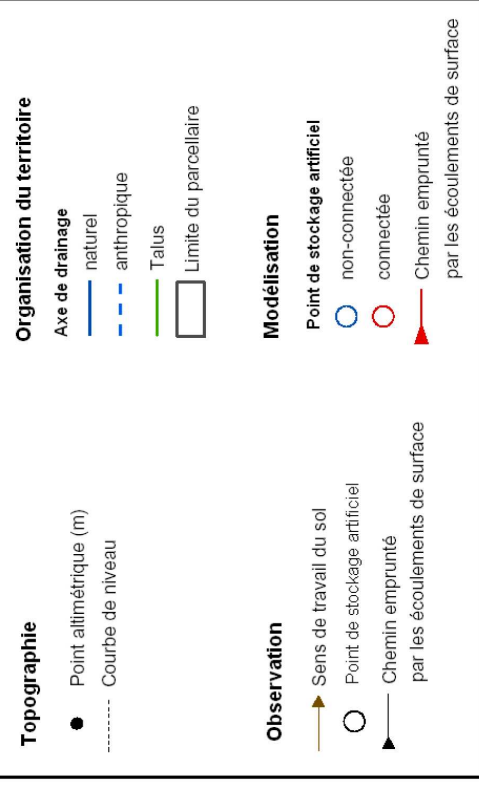 Topographie
Point altimétrique (m)
Courbe de niveau
Observation
Sens de travail du sol
Point de stockage artificiel
Chemin emprunté
par les écoulements de surface
Organisation du territoire
Axe de drainage
naturel
anthropique
Talus
Limite du parcellaire
Modélisation
Point de stockage artificiel
non-connectée
connectée
Chemin emprunté
par les écoulements de surface